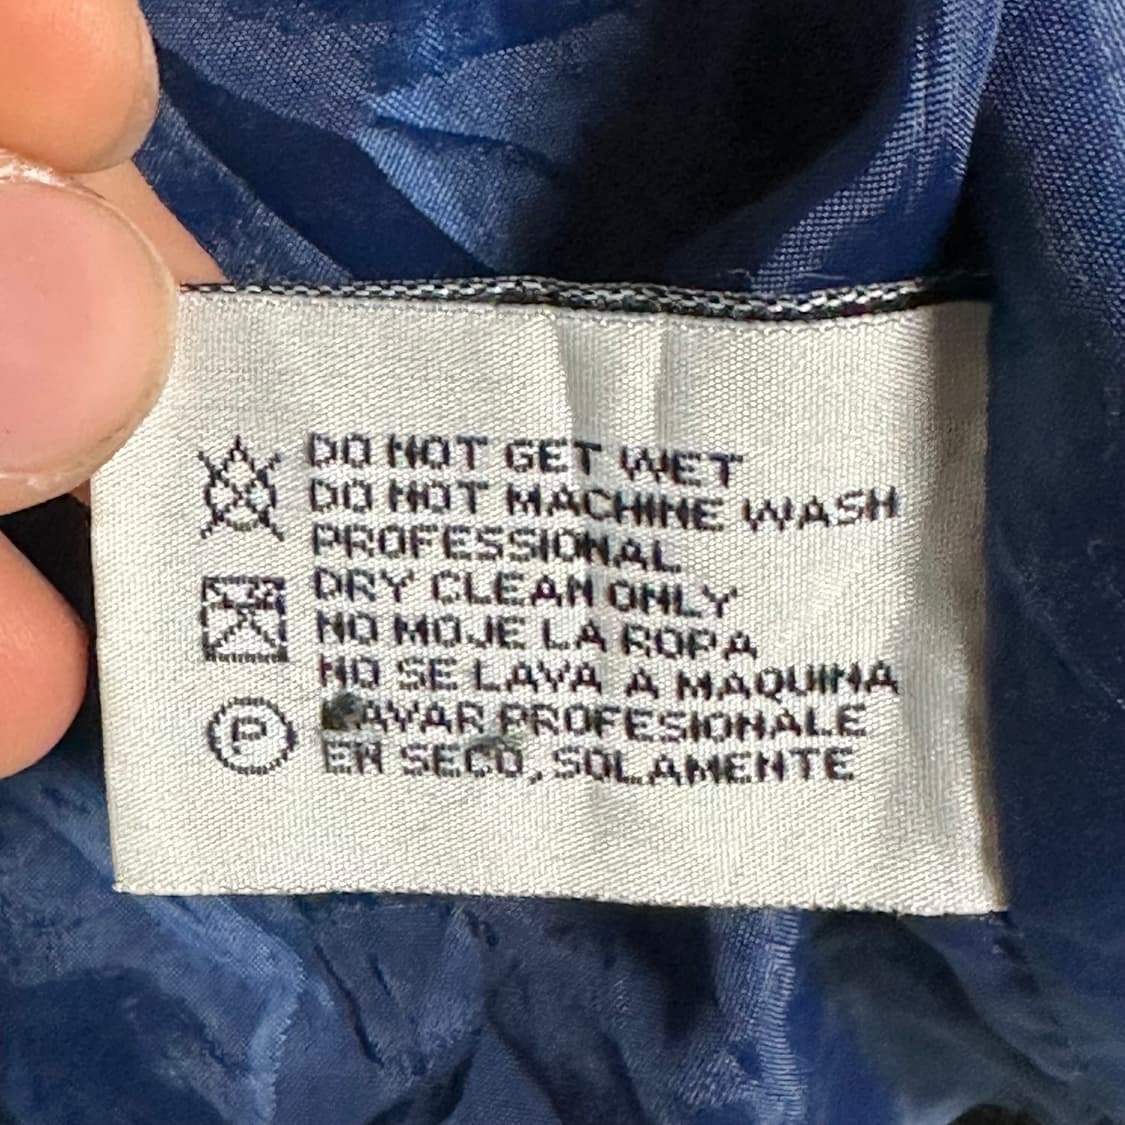 DO NOT GET WET
DO NOT MACHINE WASH
PROFESSIONAL
DRY CLEAN ONLY
NO MOJE LA ROPA
NO SE LAVA A MAQUINA
LAVAR PROFESIONALE
EN SECO, SOLAMENTE
P